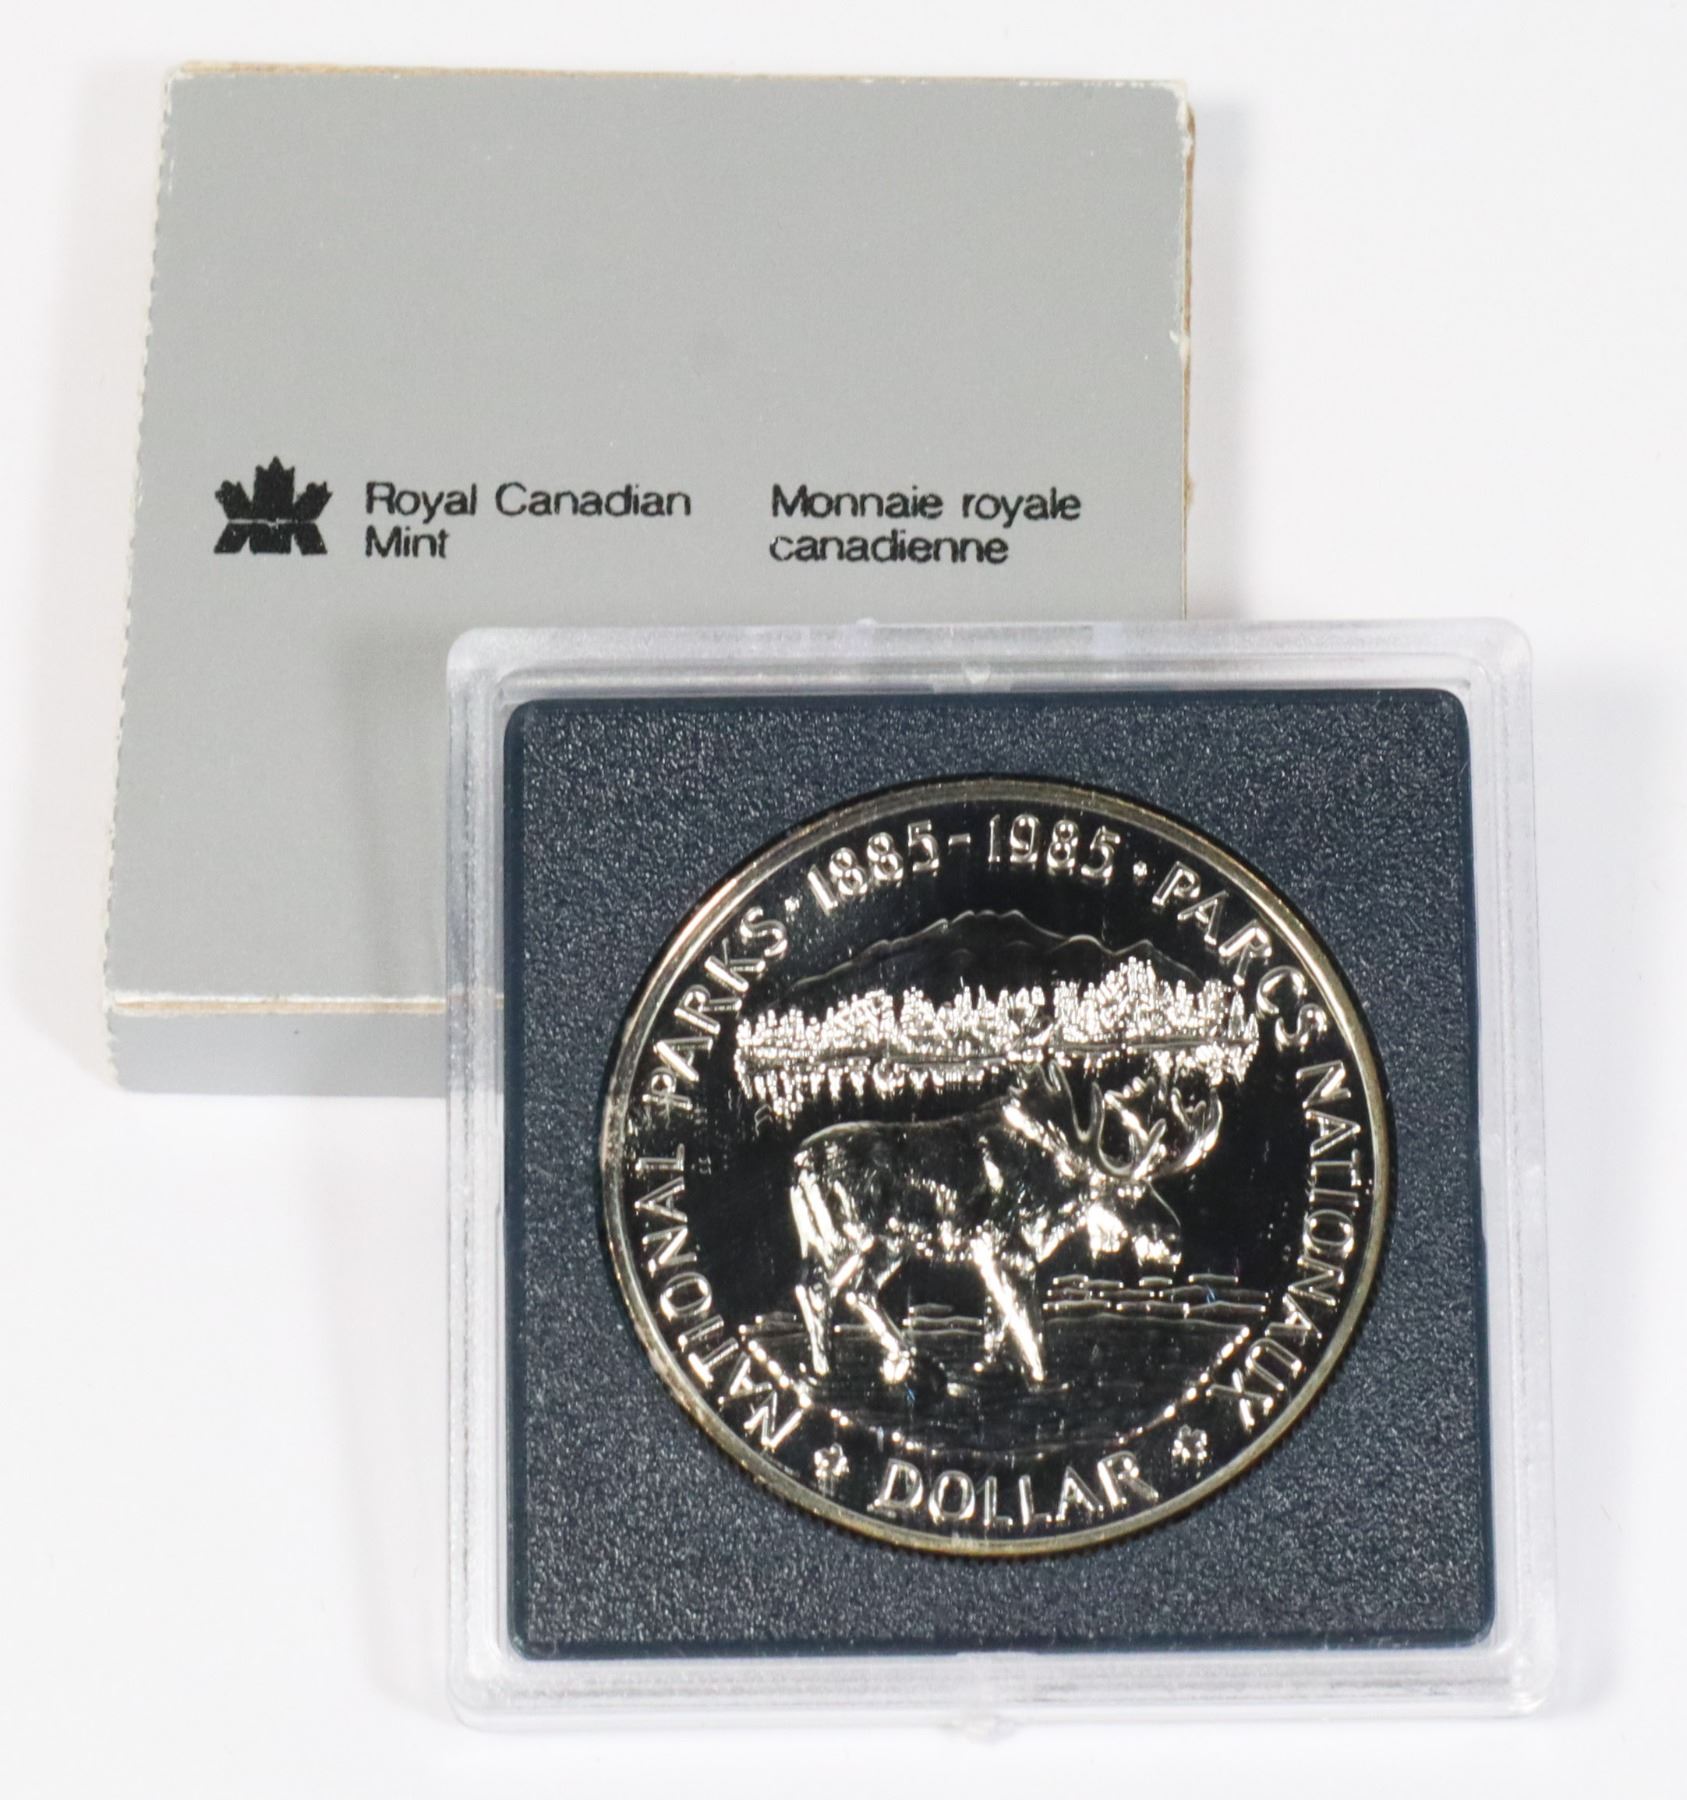 Royal Canadian
Mint
Monnaie royale
canadienne
NATIONAL PARKS · 1885-1985 · PARCS NATIONAUX
DOLLAR